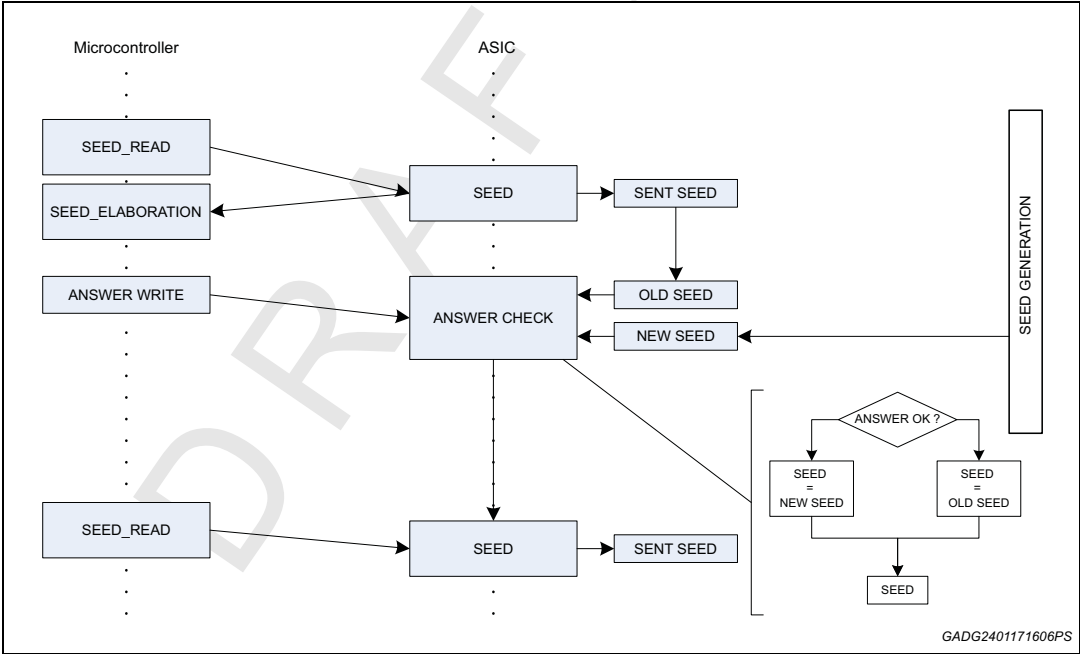 Microcontroller
ASIC
SEED_READ
SEED
SENT SEED
SEED_ELABORATION
ANSWER WRITE
ANSWER CHECK
OLD SEED
NEW SEED
SEED GENERATION
ANSWER OK ?
SEED
=
NEW SEED
SEED
=
OLD SEED
SEED_READ
SEED
SENT SEED
SEED
GADG2401171606PS
DRAF